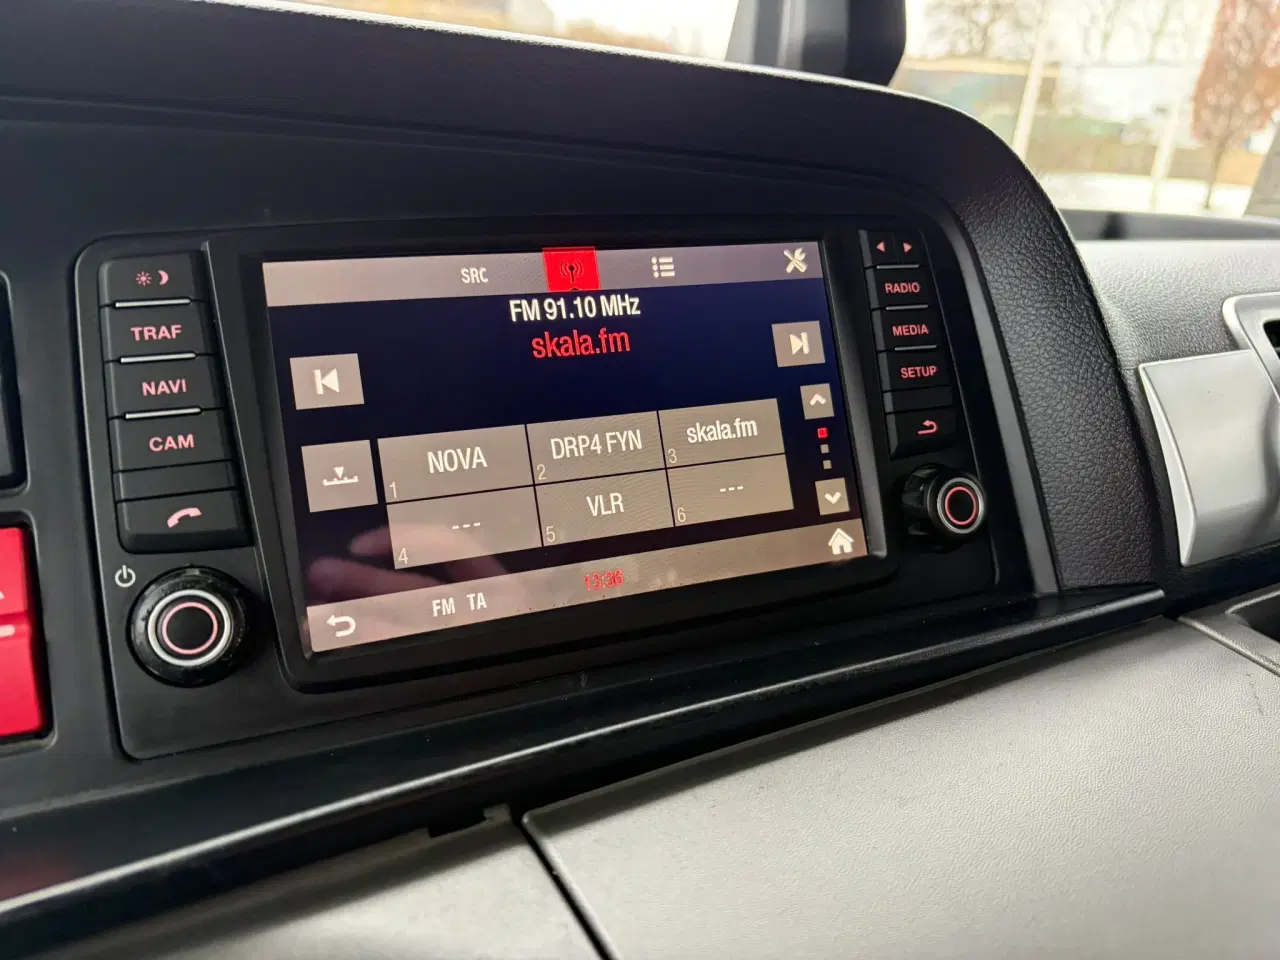 SRC
FM 91.10 MHz
skala.fm
NOVA
1
DRP4 FYN
2
skala.fm
3
---
4
VLR
5
---
6
FM TA
13:36
TRAF
NAVI
CAM
RADIO
MEDIA
SETUP